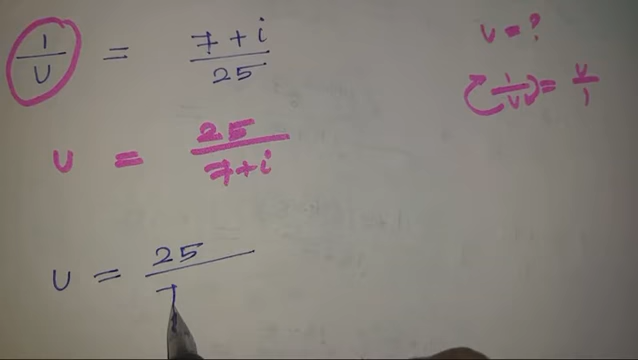 1/u = 7 + i/25
u = 25/7+i
u = 25/7
u = ?